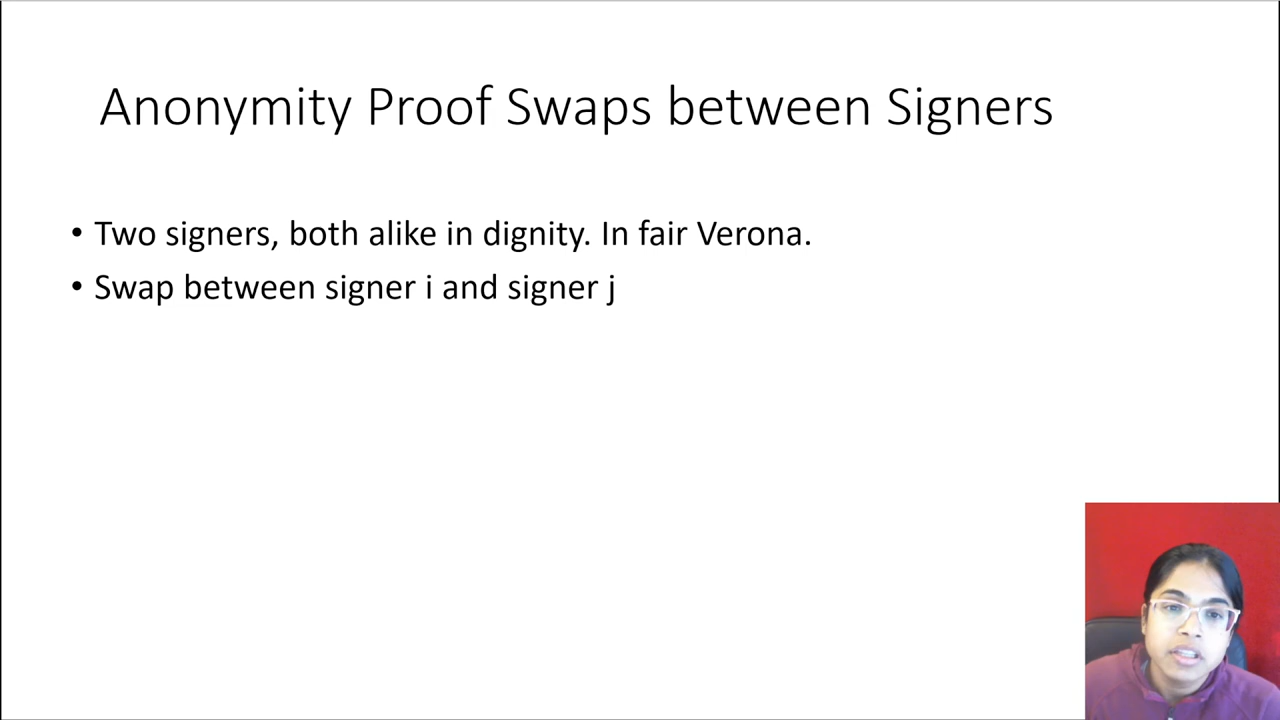 Anonymity Proof Swaps between Signers
• Two signers, both alike in dignity. In fair Verona.
• Swap between signer i and signer j